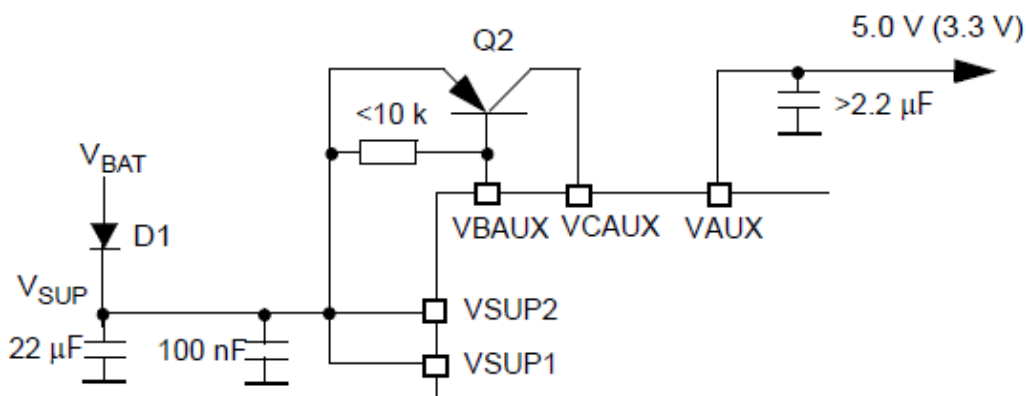 5.0 V (3.3 V)
Q2
<10 k
>2.2 μF
VBAT
VBAUX
VCAUX
VAUX
D1
VSUP
VSUP2
22 μF
100 nF
VSUP1